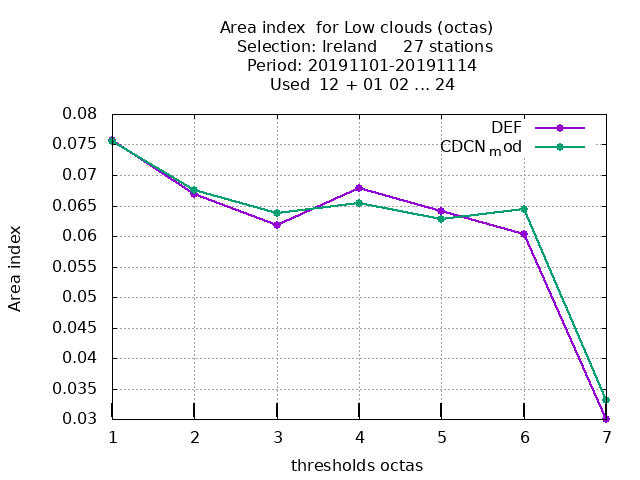 Area index  for Low clouds (octas)
Selection: Ireland     27 stations
Period: 20191101-20191114
Used  12 + 01 02 ... 24
DEF
CDCN_mod
0.08
0.075
0.07
0.065
0.06
0.055
0.05
0.045
0.04
0.035
0.03
Area index
1 2 3 4 5 6 7
thresholds octas